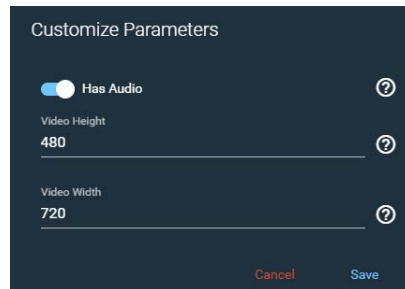 Customize Parameters
Has Audio
Video Height
480
Video Width
720
Cancel Save